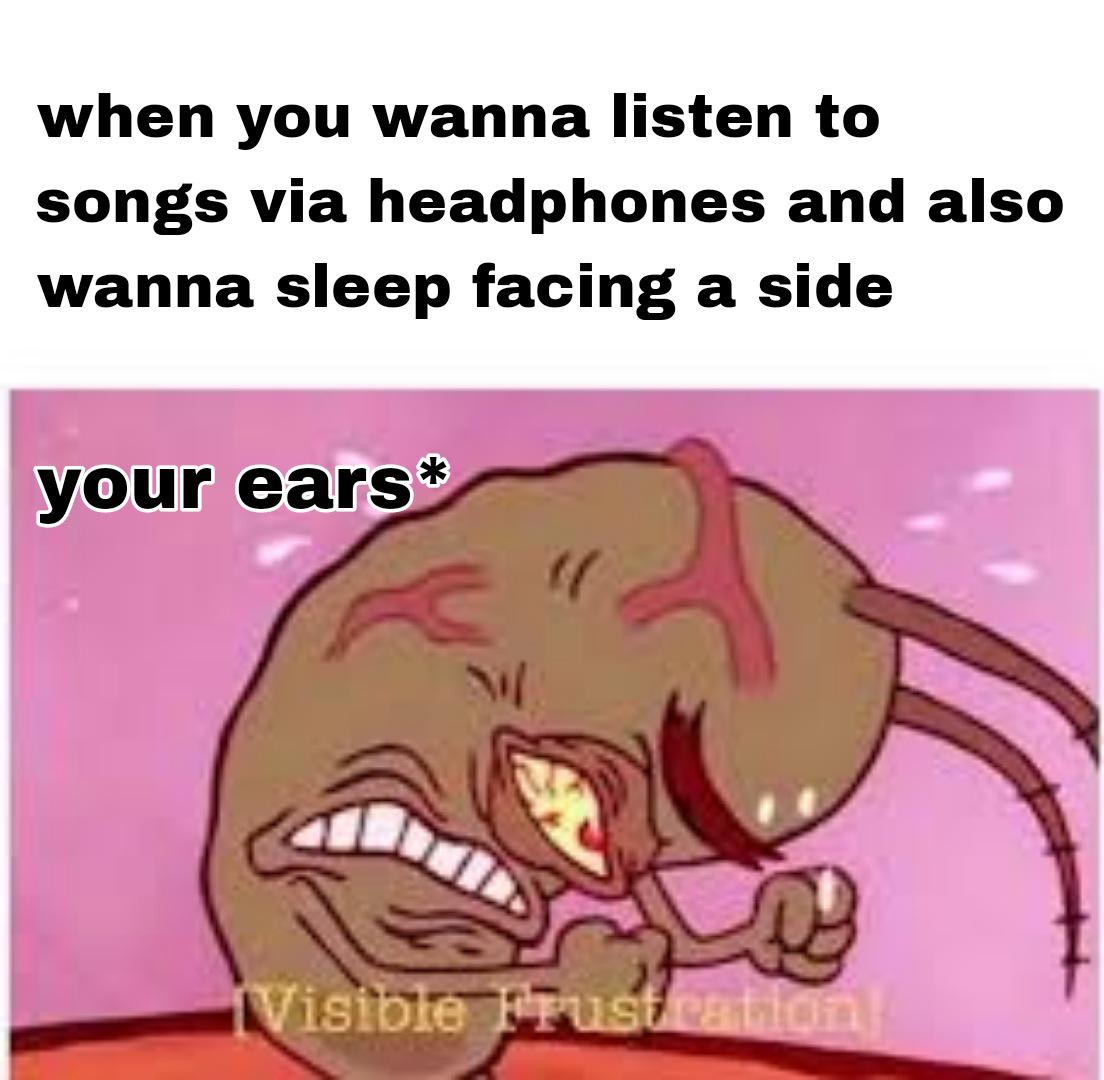 when you wanna listen to
songs via headphones and also
wanna sleep facing a side
your ears*
[Visible Frustration]